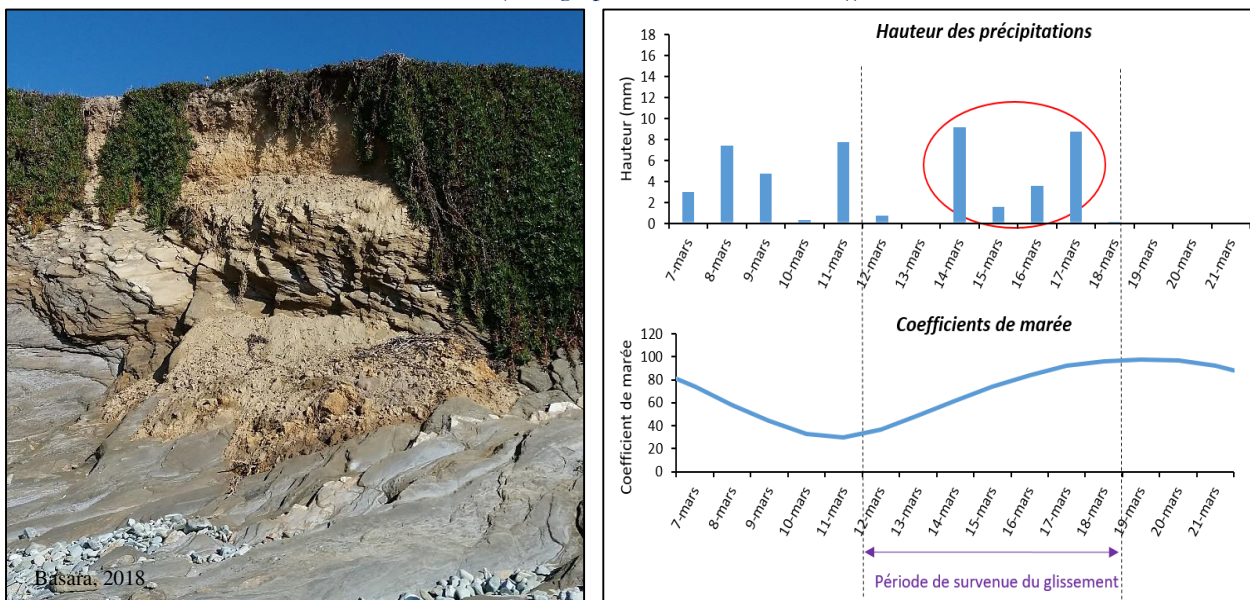 Basara, 2018
Hauteur des précipitations
Hauteur (mm)
18
16
14
12
10
8
6
4
2
0
7-mars
8-mars
9-mars
10-mars
11-mars
12-mars
13-mars
14-mars
15-mars
16-mars
17-mars
18-mars
19-mars
20-mars
21-mars
Coefficients de marée
Coefficient de marée
120
100
80
60
40
20
0
7-mars
8-mars
9-mars
10-mars
11-mars
12-mars
13-mars
14-mars
15-mars
16-mars
17-mars
18-mars
19-mars
20-mars
21-mars
Période de survenue du glissement